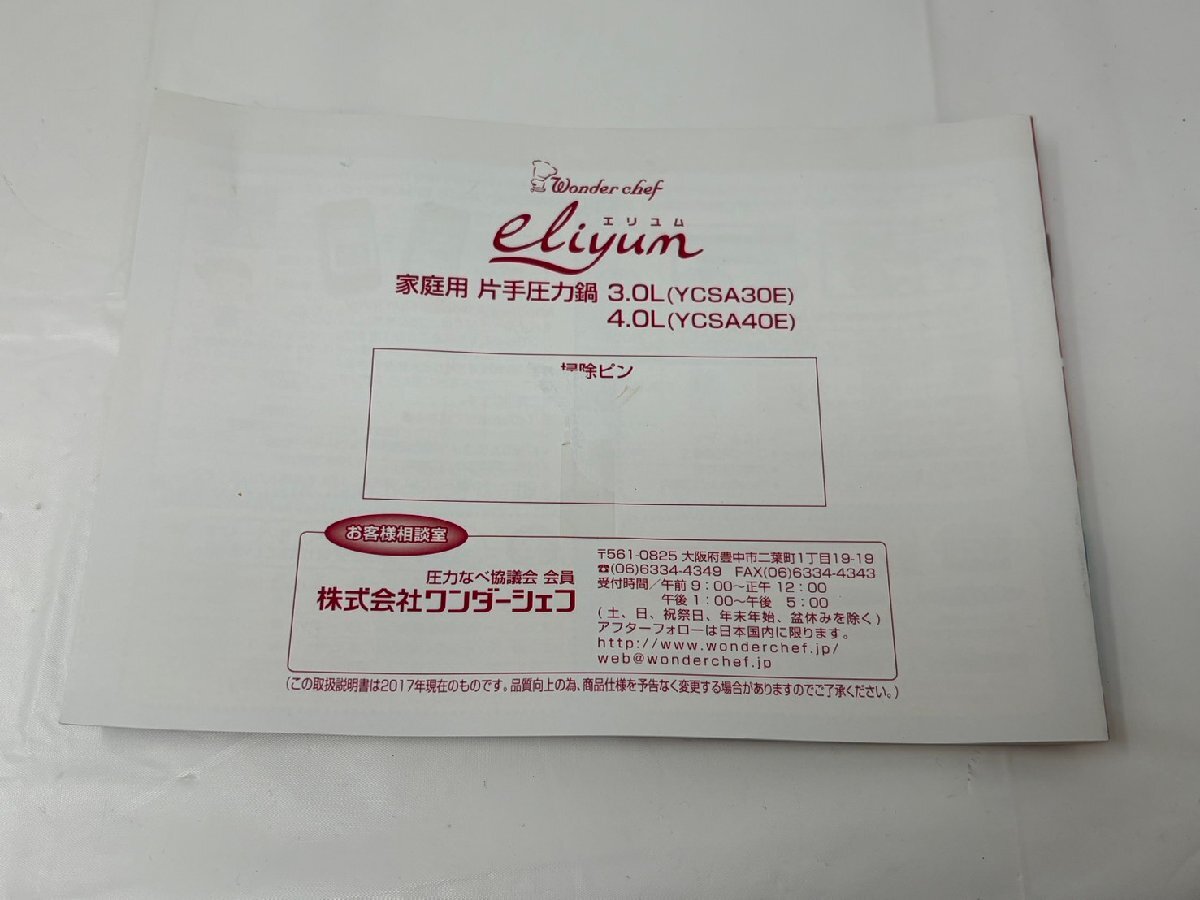 Wonder chef
エリユム
eliyum
家庭用 片手圧力鍋 3.0L(YCSA30E)
4.0L(YCSA40E)
掃除ピン
お客様相談室
圧力なべ協議会 会員
株式会社ワンダーシェフ
〒561-0825 大阪府豊中市二葉町1丁目19-19
☎(06)6334-4349 FAX(06)6334-4343
受付時間/午前 9:00~正午 12:00
午後 1:00~午後 5:00
(土、日、祝祭日、年末年始、盆休みを除く)
アフターフォローは日本国内に限ります。
http://www.wonderchef.jp/
web@wonderchef.jp
(この取扱説明書は2017年現在のものです。品質向上の為、商品仕様を予告なく変更する場合がありますのでご了承ください。)